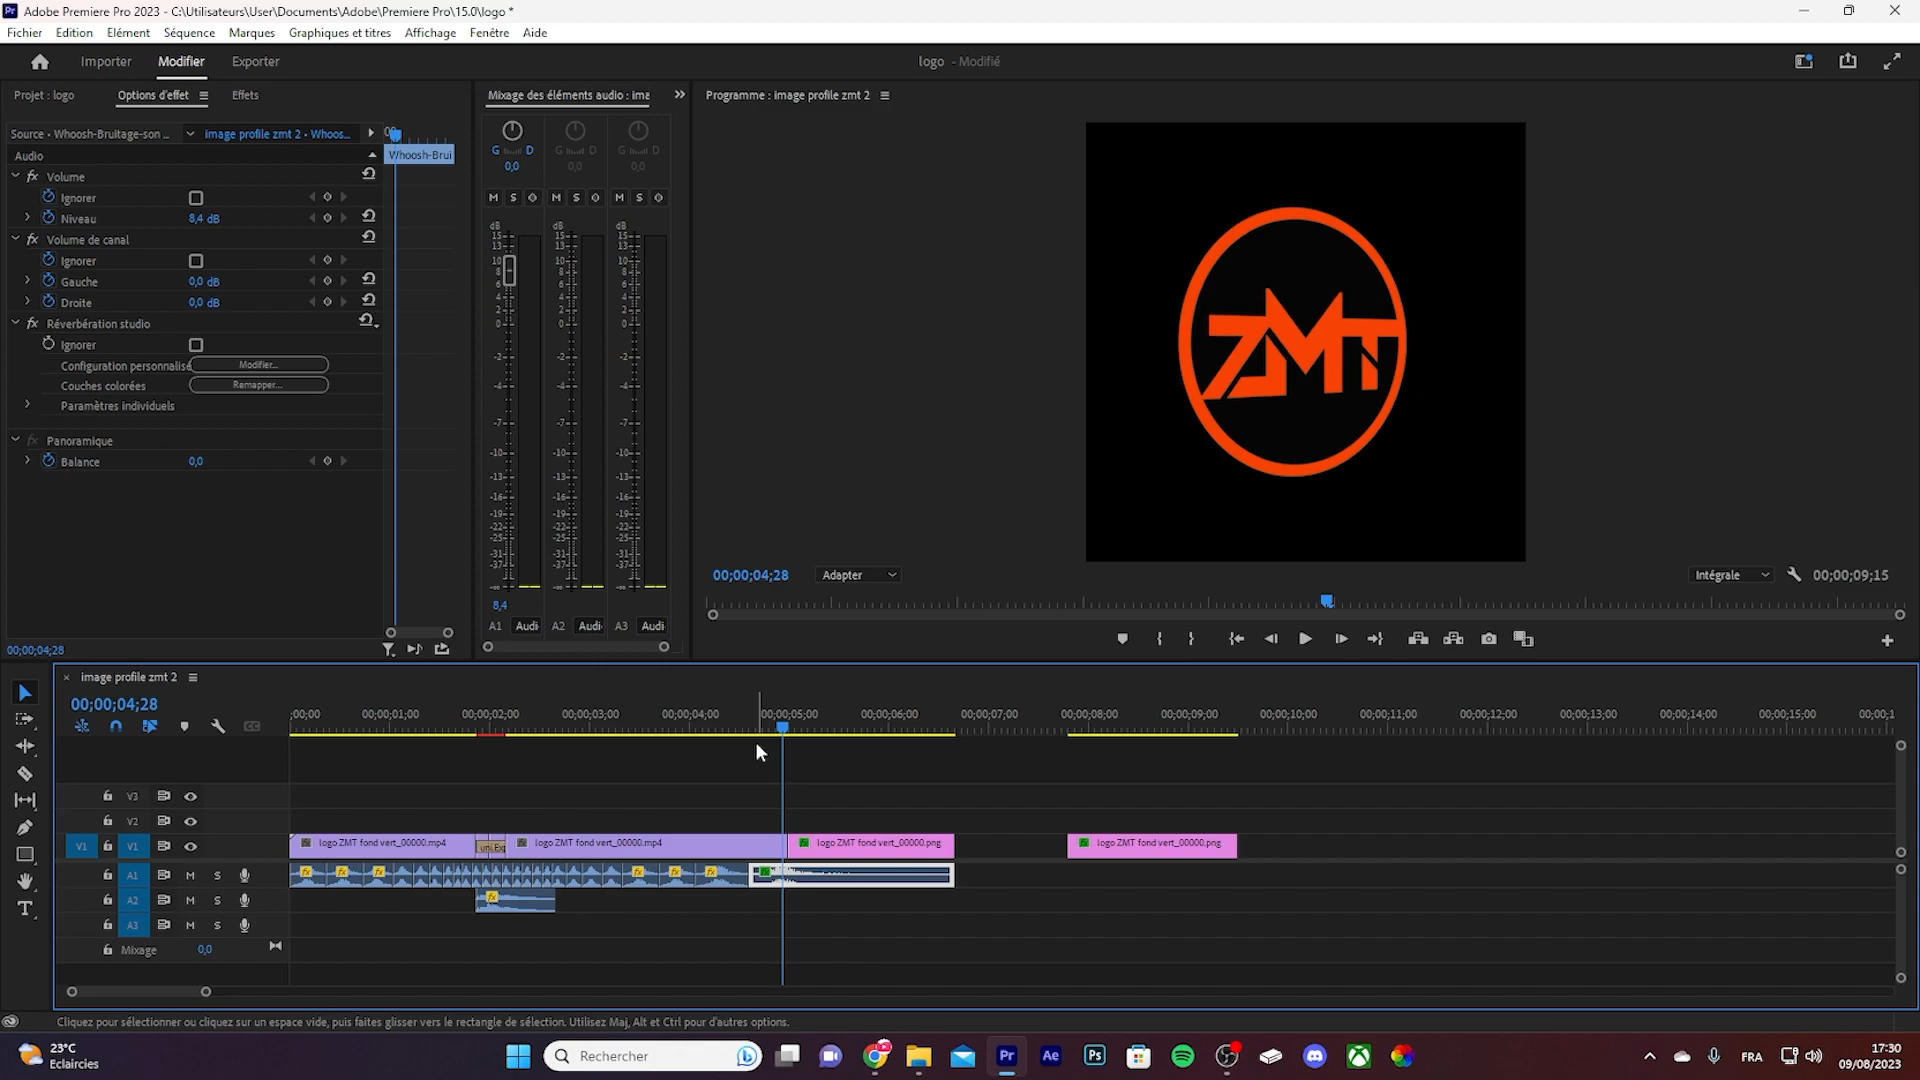 Adobe Premiere Pro 2023 - C:\Utilisateurs\User\Documents\Adobe\Premiere Pro\15.0\logo *
Fichier Edition Elément Séquence Marques Graphiques et titres Affichage Fenêtre Aide
Importer Modifier Exporter
logo - Modifié
Projet : logo Options d'effet Effets
Source • Whoosh-Bruitage-son ... image profile zmt 2 • Whoos...
Audio
Whoosh-Brui
Volume
Ignorer
Niveau 8,4 dB
Volume de canal
Ignorer
Gauche 0,0 dB
Droite 0,0 dB
Réverbération studio
Ignorer
Configuration personnalisé Modifier...
Couches colorées Remapper...
Paramètres individuels
Panoramique
Balance 0,0
00;00;04;28
Mixage des éléments audio : ima
G D G D G D
0,0 0,0 0,0
M S M S M S
dB dB dB
15 15 15
13 13 13
10 10 10
8 8 8
6 6 6
4 4 4
2 2 2
0 0 0
-2 -2 -2
-4 -4 -4
-7 -7 -7
-10 -10 -10
-13 -13 -13
-16 -16 -16
-19 -19 -19
-22 -22 -22
-25 -25 -25
-31 -31 -31
-37 -37 -37
-∞ -∞ -∞
8,4
A1 Audi A2 Audi A3 Audi
Programme : image profile zmt 2
ZMT
00;00;04;28 Adapter Intégrale 00;00;09;15
image profile zmt 2
00;00;04;28
;00;00 00;00;01;00 00;00;02;00 00;00;03;00 00;00;04;00 00;00;05;00 00;00;06;00 00;00;07;00 00;00;08;00 00;00;09;00 00;00;10;00 00;00;11;00 00;00;12;00 00;00;13;00 00;00;14;00 00;00;15;00 00;00;1
V3
V2
V1 V1 logo ZMT fond vert_00000.mp4 uni.Exp logo ZMT fond vert_00000.mp4 logo ZMT fond vert_00000.png logo ZMT fond vert_00000.png
A1 M S
A2 M S
A3 M S
Mixage 0,0
Cliquez pour sélectionner ou cliquez sur un espace vide, puis faites glisser vers le rectangle de sélection. Utilisez Maj, Alt et Ctrl pour d'autres options.
23°C
Eclaircies
Rechercher
Pr Ae Ps
FRA
17:30
09/08/2023